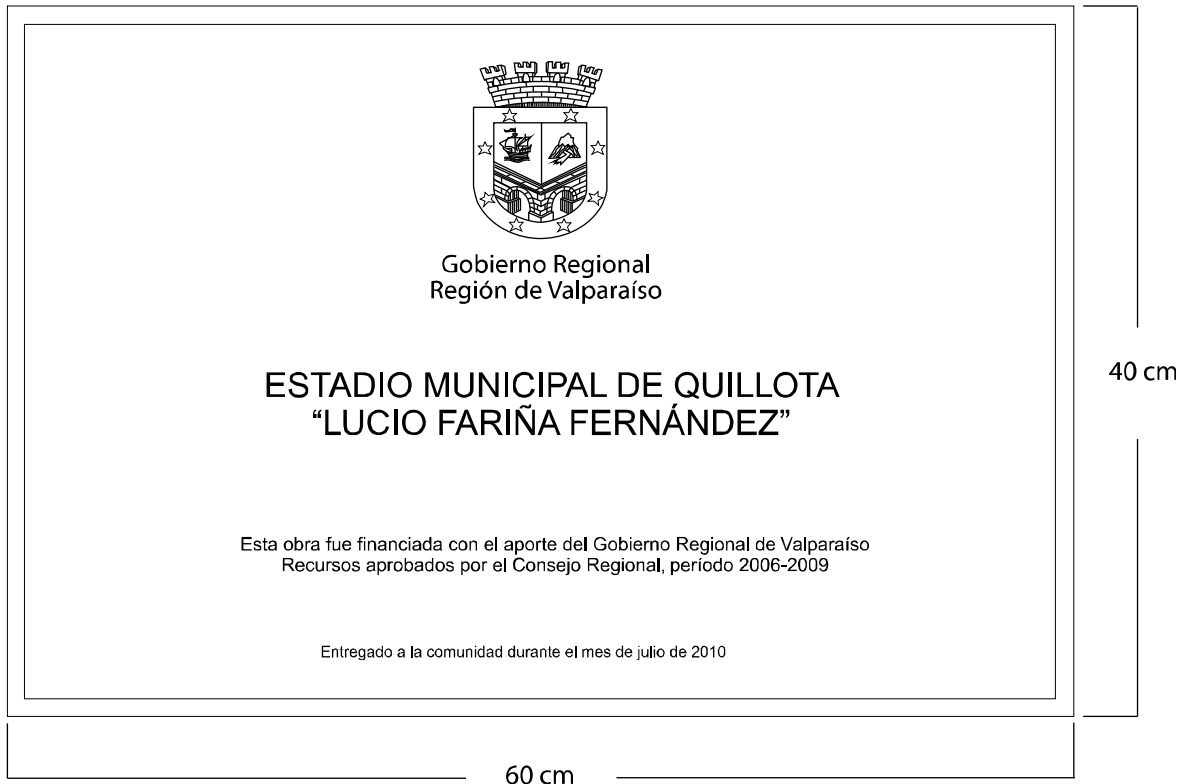 Gobierno Regional
Región de Valparaíso
ESTADIO MUNICIPAL DE QUILLOTA
“LUCIO FARIÑA FERNÁNDEZ”
40 cm
Esta obra fue financiada con el aporte del Gobierno Regional de Valparaíso
Recursos aprobados por el Consejo Regional, período 2006-2009
Entregado a la comunidad durante el mes de julio de 2010
60 cm